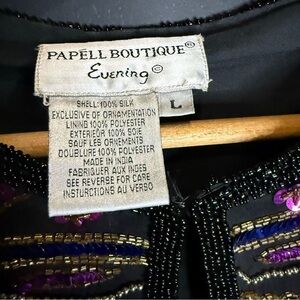 PAPELL BOUTIQUE®
Evening©
L
SHELL: 100% SILK
EXCLUSIVE OF ORNAMENTATION
LINING 100% POLYESTER
EXTERIEUR 100% SOIE
SAUF LES ORNEMENTS
DOUBLURE 100% POLYESTER
MADE IN INDIA
FABRIQUER AUX INDES
SEE REVERSE FOR CARE
INSTURCTIONS AU VERSO